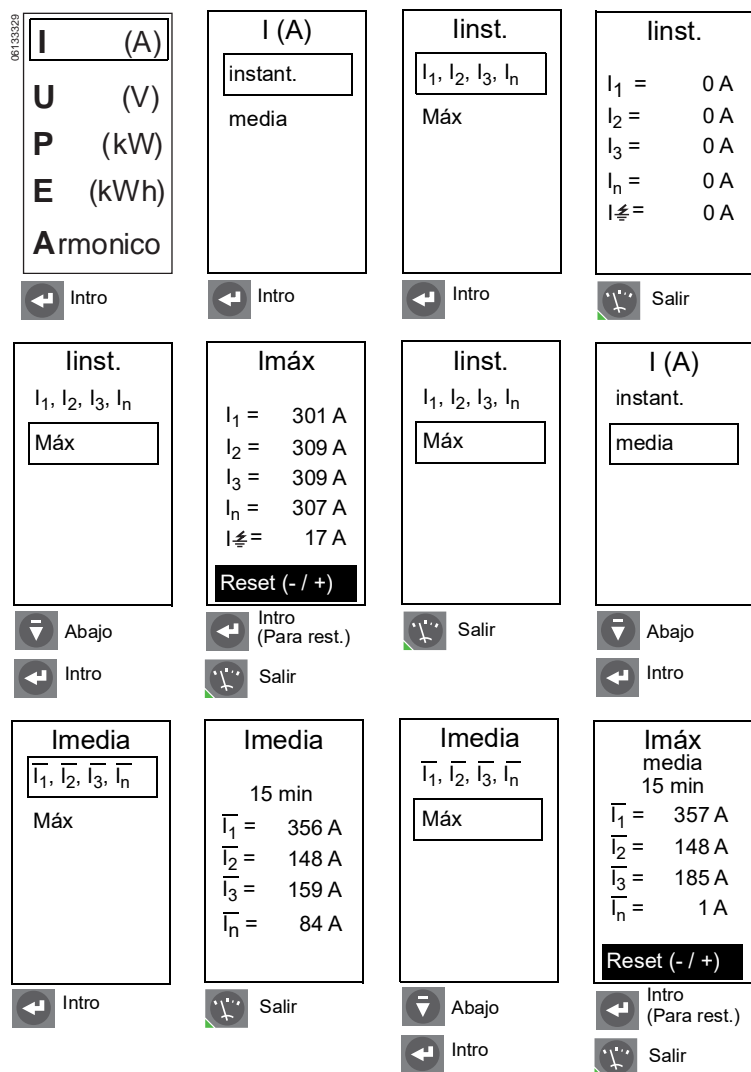 06133329
I (A)
U (V)
P (kW)
E (kWh)
Armonico
Intro
I (A)
instant.
media
Intro
Iinst.
I1, I2, I3, In
Máx
Intro
Iinst.
I1 = 0 A
I2 = 0 A
I3 = 0 A
In = 0 A
I⏚ = 0 A
Salir
Iinst.
I1, I2, I3, In
Máx
Abajo
Intro
Imáx
I1 = 301 A
I2 = 309 A
I3 = 309 A
In = 307 A
I⏚ = 17 A
Reset (- / +)
Intro
(Para rest.)
Salir
Iinst.
I1, I2, I3, In
Máx
Salir
I (A)
instant.
media
Abajo
Intro
Imedia
I1, I2, I3, In
Máx
Intro
Imedia
15 min
I1 = 356 A
I2 = 148 A
I3 = 159 A
In = 84 A
Salir
Imedia
I1, I2, I3, In
Máx
Abajo
Intro
Imáx
media
15 min
I1 = 357 A
I2 = 148 A
I3 = 185 A
In = 1 A
Reset (- / +)
Intro
(Para rest.)
Salir